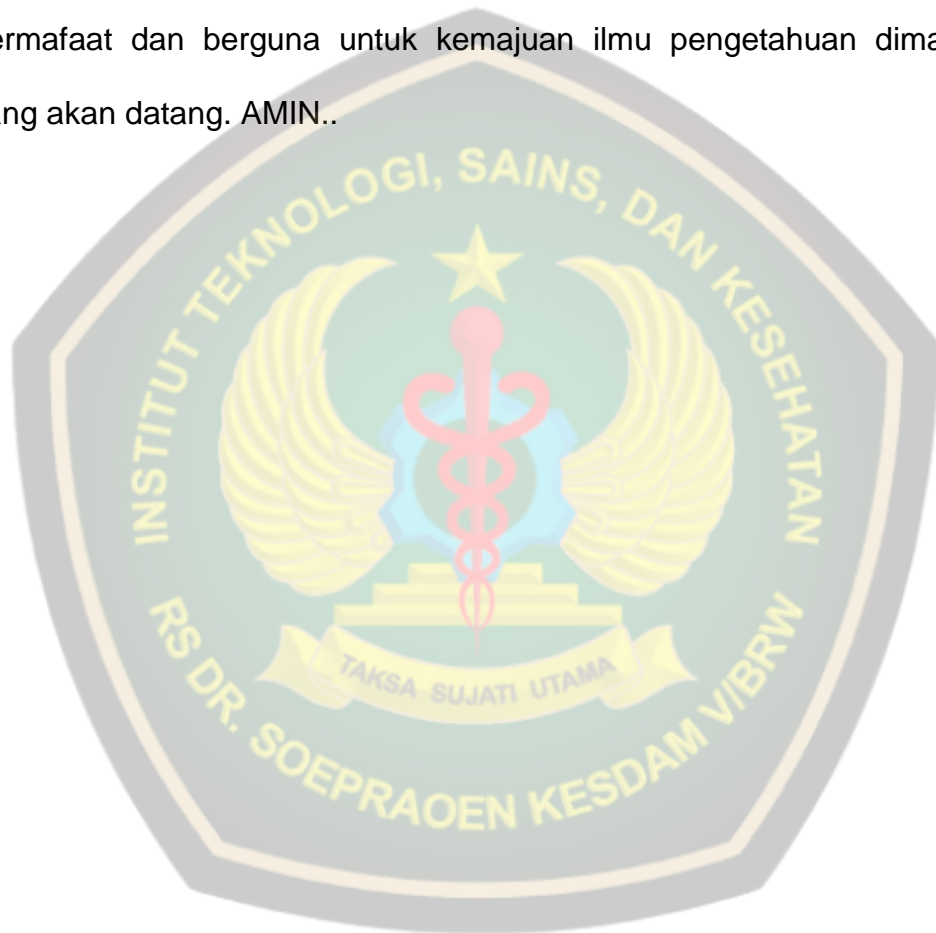 ermafaat dan berguna untuk kemajuan ilmu pengetahuan dima
ang akan datang. AMIN..
INSTITUT TEKNOLOGI, SAINS, DAN KESEHATAN
TAKSA SUJATI UTAMA
RS DR. SOEPRAOEN KESDAM V/BRW